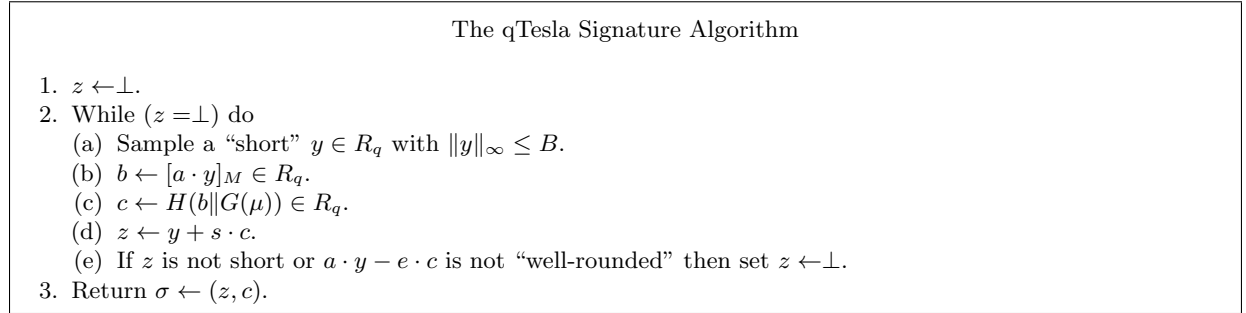 The qTesla Signature Algorithm
1. z ←⊥.
2. While (z =⊥) do
(a) Sample a “short” y ∈ R_q with ‖y‖_∞ ≤ B.
(b) b ← [a · y]_M ∈ R_q.
(c) c ← H(b‖G(μ)) ∈ R_q.
(d) z ← y + s · c.
(e) If z is not short or a · y − e · c is not “well-rounded” then set z ←⊥.
3. Return σ ← (z, c).